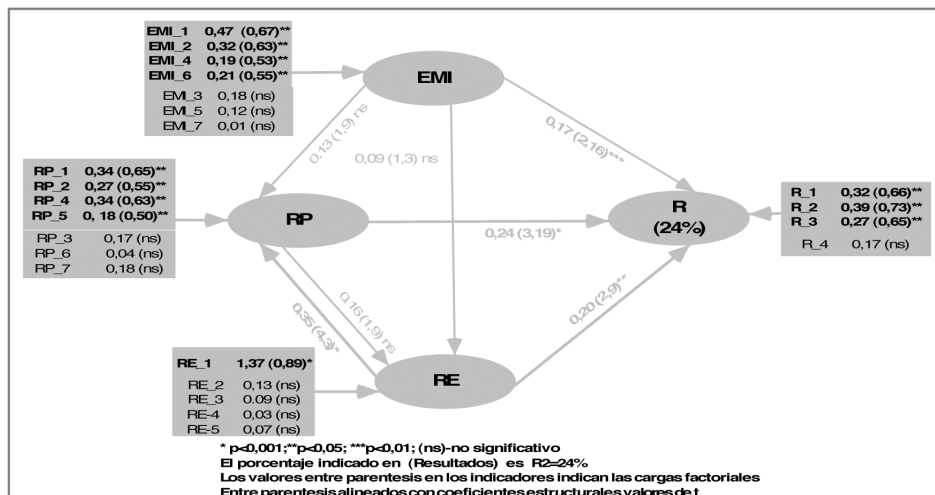 EMI_1 0,47 (0,67)**
EMI_2 0,32 (0,63)**
EMI_4 0,19 (0,53)**
EMI_6 0,21 (0,55)**
EMI_3 0,18 (ns)
EMI_5 0,12 (ns)
EMI_7 0,01 (ns)
EMI
0,13 (1,9) ns
0,09 (1,3) ns
0,17 (2,16)***
RP_1 0,34 (0,65)**
RP_2 0,27 (0,55)**
RP_4 0,34 (0,63)**
RP_5 0, 18 (0,50)**
RP_3 0,17 (ns)
RP_6 0,04 (ns)
RP_7 0,18 (ns)
RP
0,24 (3,19)*
R
(24%)
R_1 0,32 (0,66)**
R_2 0,39 (0,73)**
R_3 0,27 (0,65)**
R_4 0,17 (ns)
0,35 (4,3)*
0,16 (1,9) ns
0,20 (2,9)**
RE_1 1,37 (0,89)*
RE_2 0,13 (ns)
RE_3 0.09 (ns)
RE-4 0,03 (ns)
RE-5 0,07 (ns)
RE
* p<0,001;**p<0,05; ***p<0,01; (ns)-no significativo
El porcentaje indicado en (Resultados) es R2=24%
Los valores entre parentesis en los indicadores indican las cargas factoriales
Entre parentesis alineados con coeficientes estructurales valores de t